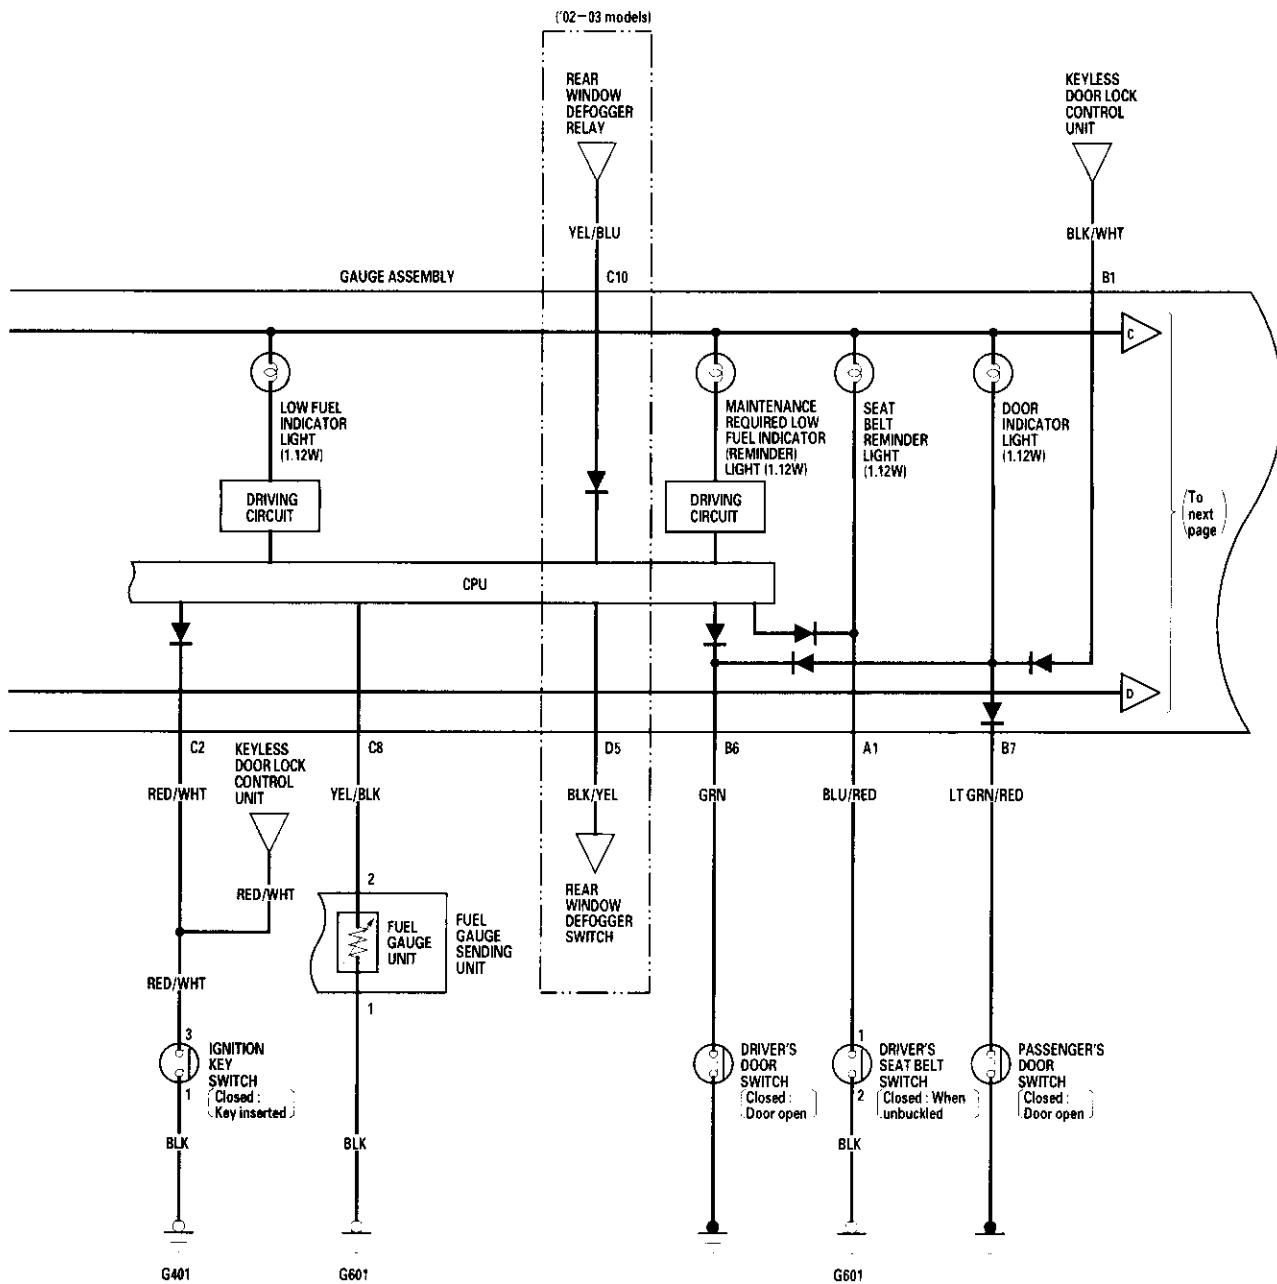 ('02-03 models)
REAR
WINDOW
DEFOGGER
RELAY
KEYLESS
DOOR LOCK
CONTROL
UNIT
YEL/BLU
BLK/WHT
GAUGE ASSEMBLY
C10
B1
C
LOW FUEL
INDICATOR
LIGHT
(1.12W)
MAINTENANCE
REQUIRED LOW
FUEL INDICATOR
(REMINDER)
LIGHT (1.12W)
SEAT
BELT
REMINDER
LIGHT
(1.12W)
DOOR
INDICATOR
LIGHT
(1.12W)
DRIVING
CIRCUIT
DRIVING
CIRCUIT
(To
next
page)
CPU
D
C2
C8
D5
B6
A1
B7
KEYLESS
DOOR LOCK
CONTROL
UNIT
RED/WHT
YEL/BLK
BLK/YEL
GRN
BLU/RED
LT GRN/RED
RED/WHT
2
FUEL
GAUGE
UNIT
FUEL
GAUGE
SENDING
UNIT
REAR
WINDOW
DEFOGGER
SWITCH
RED/WHT
1
3
IGNITION
KEY
SWITCH
(Closed :
Key inserted)
1
DRIVER'S
DOOR
SWITCH
(Closed :
Door open)
1
DRIVER'S
SEAT BELT
SWITCH
(Closed : When
unbuckled)
2
PASSENGER'S
DOOR
SWITCH
(Closed :
Door open)
BLK
BLK
BLK
G401
G601
G601